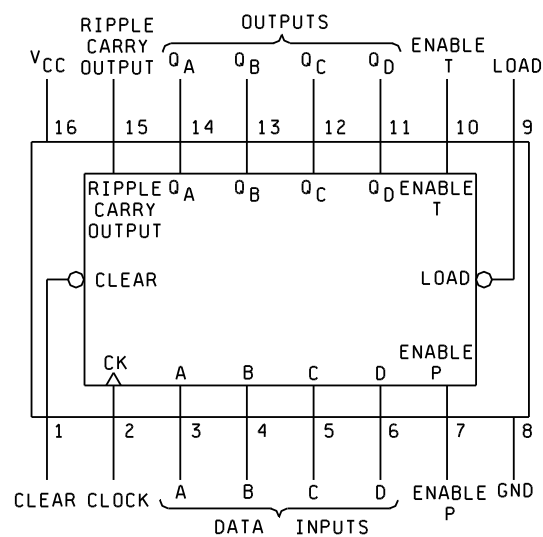 OUTPUTS
RIPPLE
CARRY
OUTPUT
VCC
QA
QB
QC
QD
ENABLE
T
LOAD
16 15 14 13 12 11 10 9
RIPPLE
CARRY
OUTPUT
QA
QB
QC
QD
ENABLE
T
CLEAR
LOAD
CK
A
B
C
D
ENABLE
P
1 2 3 4 5 6 7 8
CLEAR CLOCK
A
B
C
D
ENABLE
P
GND
DATA INPUTS